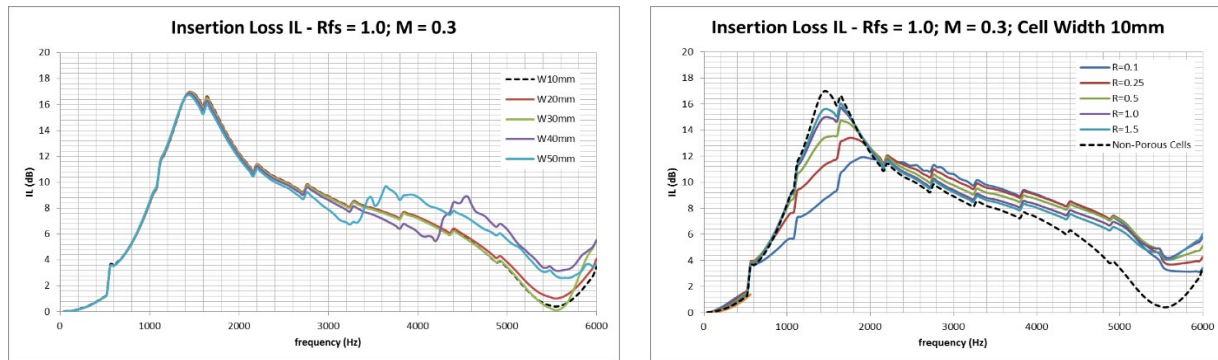 Insertion Loss IL - Rfs = 1.0; M = 0.3
20
18
16
14
12
10
8
6
4
2
0
IL (dB)
W10mm
W20mm
W30mm
W40mm
W50mm
0
1000
2000
3000
4000
5000
6000
frequency (Hz)
Insertion Loss IL - Rfs = 1.0; M = 0.3; Cell Width 10mm
20
18
16
14
12
10
8
6
4
2
0
IL (dB)
R=0.1
R=0.25
R=0.5
R=1.0
R=1.5
Non-Porous Cells
0
1000
2000
3000
4000
5000
6000
frequency (Hz)